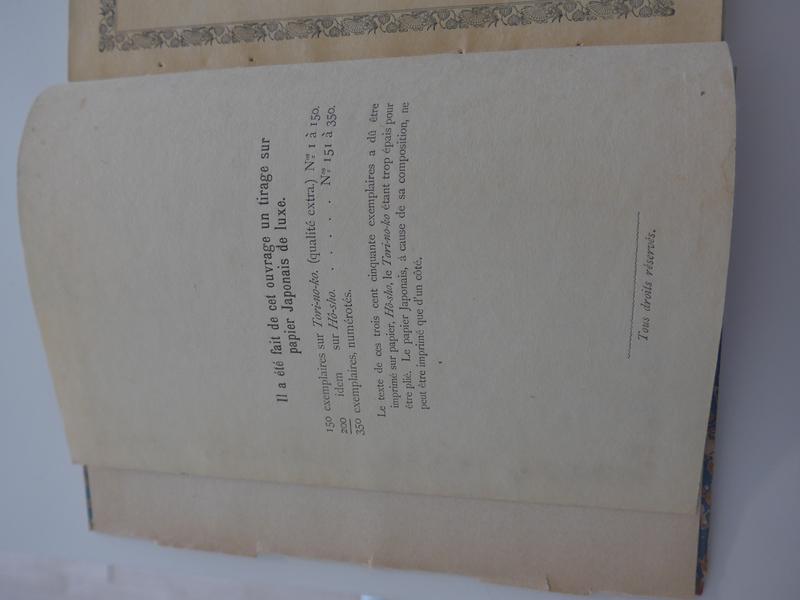 Il a été fait de cet ouvrage un tirage sur
papier Japonais de luxe.
150 exemplaires sur Tori-no-ko. (qualité extra.) Nos 1 à 150.
200 idem sur Hô-sho. . . . . . Nos 151 à 350.
350 exemplaires, numérotés.
Le texte de ces trois cent cinquante exemplaires a dû être
imprimé sur papier, Hô-sho, le Tori-no-ko étant trop épais pour
être plié. Le papier Japonais, à cause de sa composition, ne
peut être imprimé que d'un côté.
Tous droits réservés.